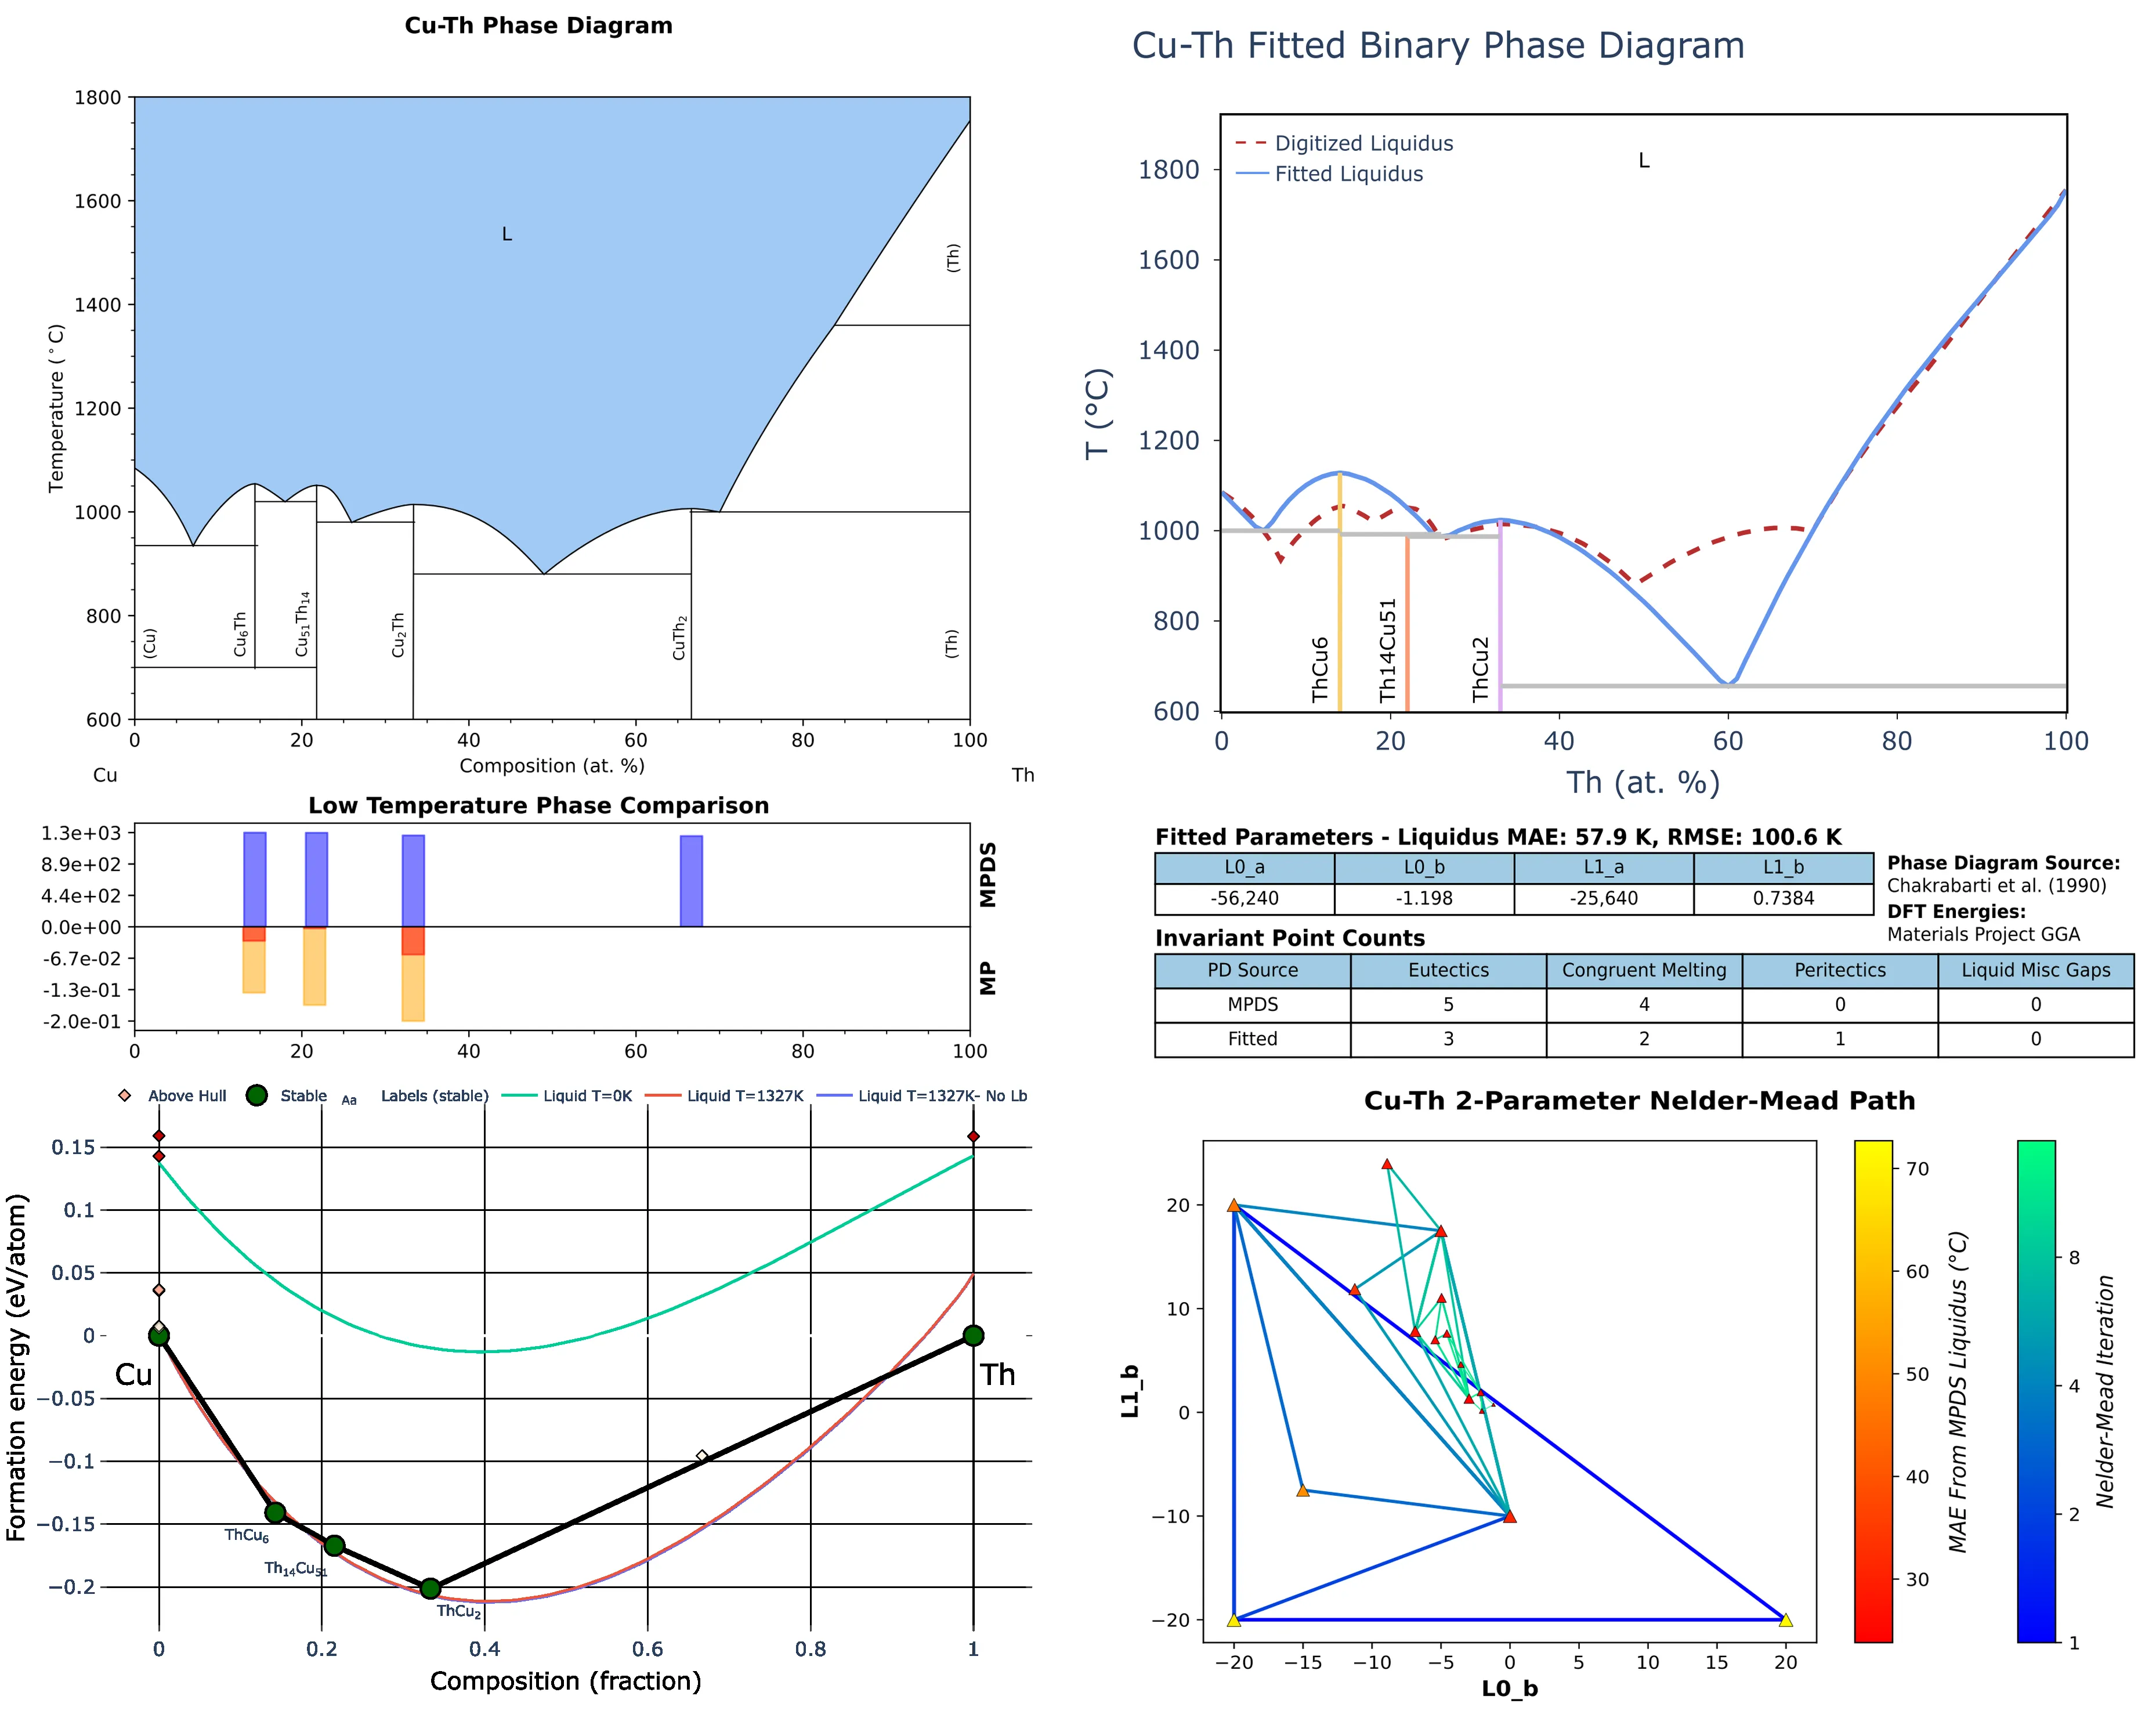 Cu-Th Phase Diagram
1800
1600
1400
1200
1000
800
600
Temperature (°C)
L
(Th)
(Cu)
Cu6Th
Cu51Th14
Cu2Th
CuTh2
(Th)
0 20 40 60 80 100
Composition (at. %)
Cu Th
Cu-Th Fitted Binary Phase Diagram
Digitized Liquidus
Fitted Liquidus
L
1800
1600
1400
1200
1000
800
600
T (°C)
ThCu6
Th14Cu51
ThCu2
0 20 40 60 80 100
Th (at. %)
Low Temperature Phase Comparison
1.3e+03
8.9e+02
4.4e+02
0.0e+00
-6.7e-02
-1.3e-01
-2.0e-01
MPDS
MP
0 20 40 60 80 100
Fitted Parameters - Liquidus MAE: 57.9 K, RMSE: 100.6 K
L0_a L0_b L1_a L1_b
-56,240 -1.198 -25,640 0.7384
Phase Diagram Source:
Chakrabarti et al. (1990)
DFT Energies:
Materials Project GGA
Invariant Point Counts
PD Source Eutectics Congruent Melting Peritectics Liquid Misc Gaps
MPDS 5 4 0 0
Fitted 3 2 1 0
Above Hull Stable Aa Labels (stable) Liquid T=0K Liquid T=1327K Liquid T=1327K- No Lb
0.15
0.1
0.05
0
−0.05
−0.1
−0.15
−0.2
Formation energy (eV/atom)
Cu
Th
ThCu6
Th14Cu51
ThCu2
0 0.2 0.4 0.6 0.8 1
Composition (fraction)
Cu-Th 2-Parameter Nelder-Mead Path
20
10
0
−10
−20
L1_b
−20 −15 −10 −5 0 5 10 15 20
L0_b
70
60
50
40
30
MAE From MPDS Liquidus (°C)
8
4
2
1
Nelder-Mead Iteration